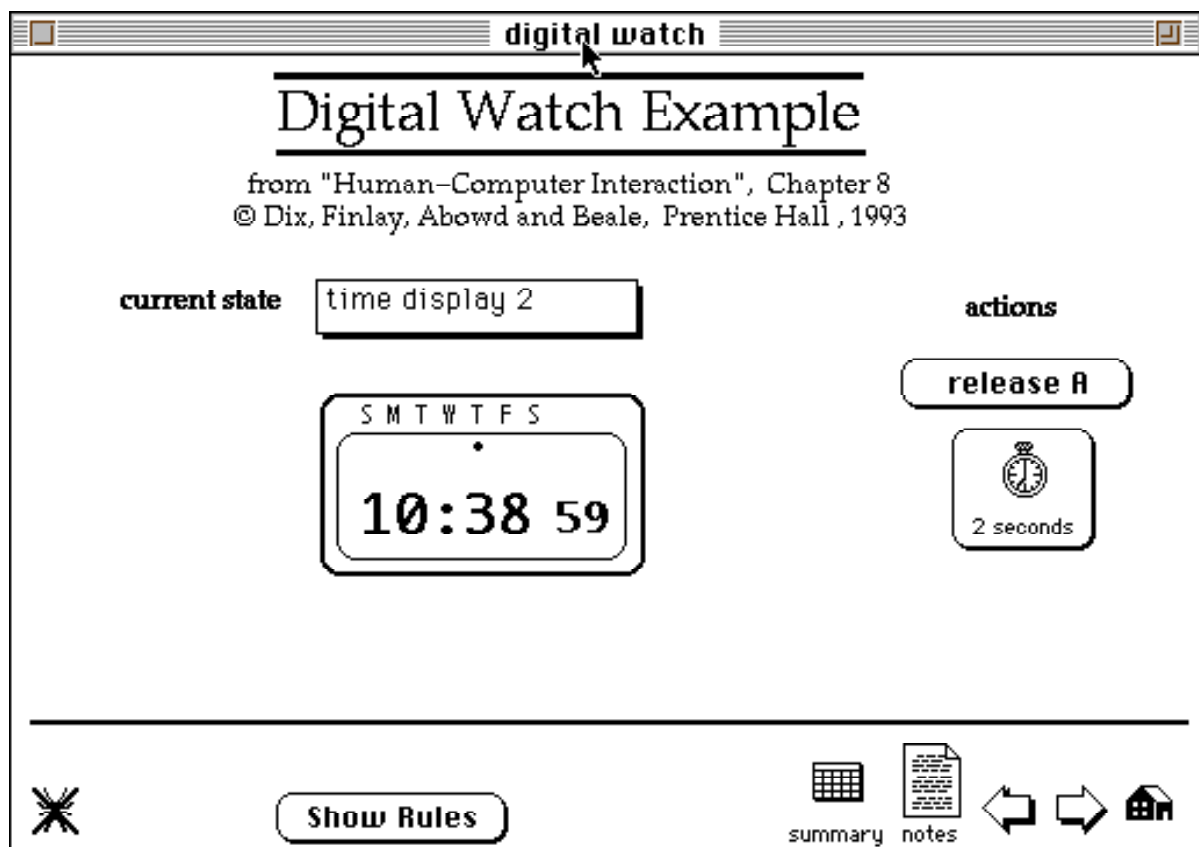 digital watch
Digital Watch Example
from "Human-Computer Interaction", Chapter 8
© Dix, Finlay, Abowd and Beale, Prentice Hall , 1993
current state
time display 2
actions
release A
S M T W T F S
10:38 59
2 seconds
Show Rules
summary
notes